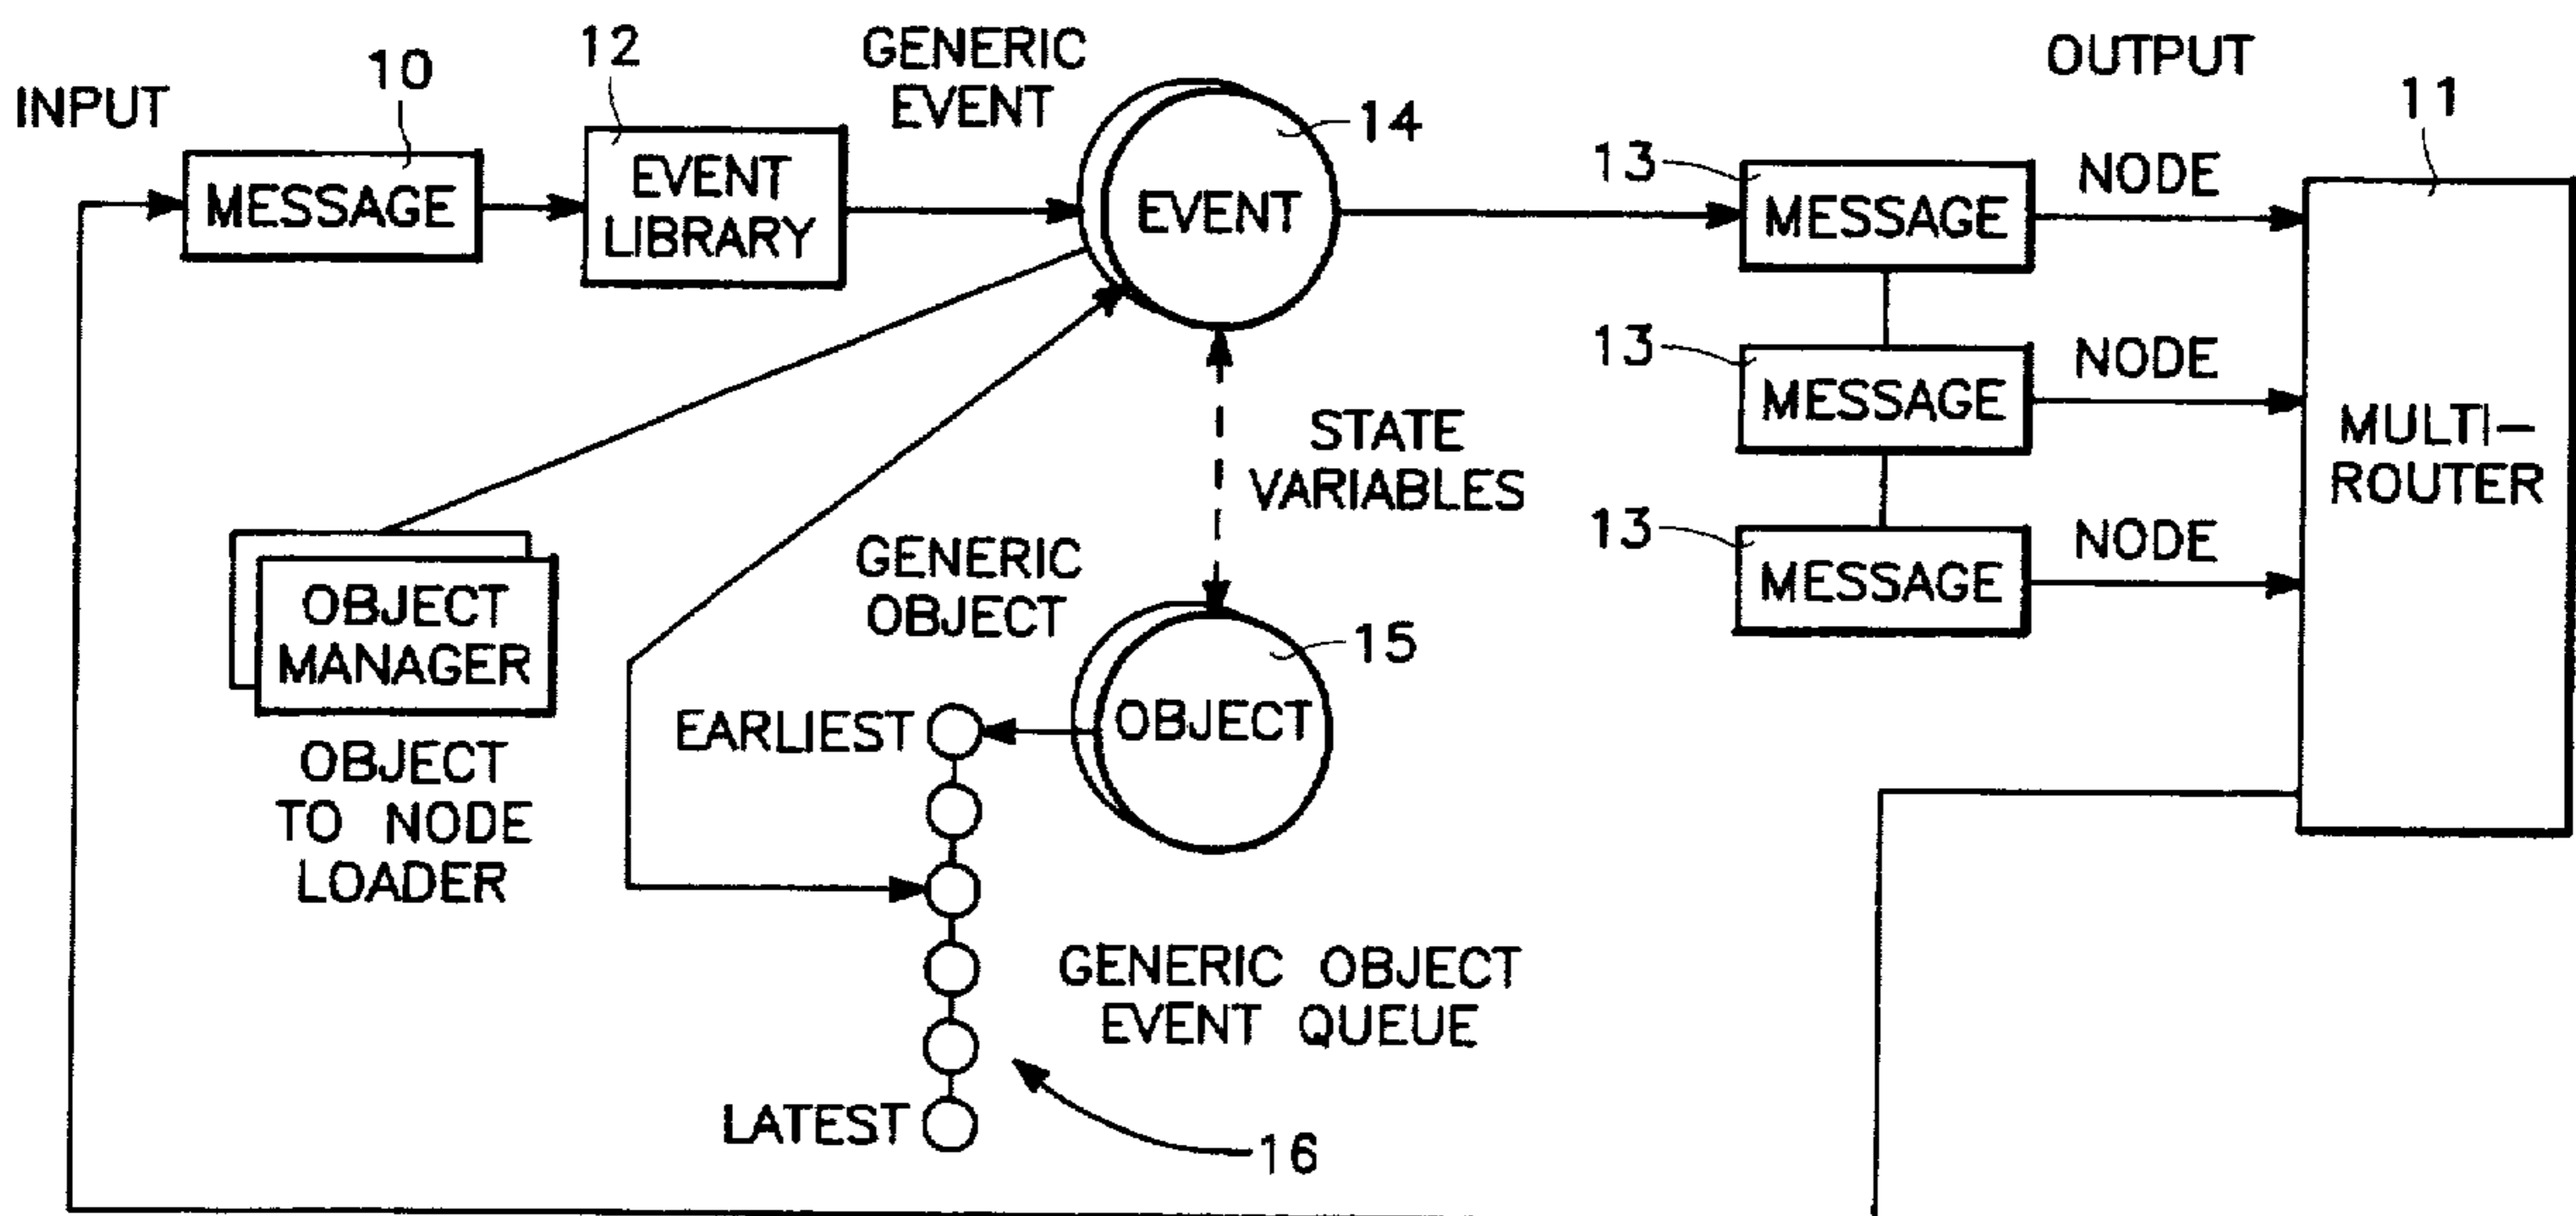 INPUT
10
MESSAGE
12
EVENT
LIBRARY
GENERIC
EVENT
EVENT
14
OUTPUT
13
MESSAGE
NODE
13
MESSAGE
NODE
13
MESSAGE
NODE
11
MULTI-
ROUTER
STATE
VARIABLES
OBJECT
MANAGER
OBJECT
TO NODE
LOADER
GENERIC
OBJECT
OBJECT
15
EARLIEST
LATEST
GENERIC OBJECT
EVENT QUEUE
16